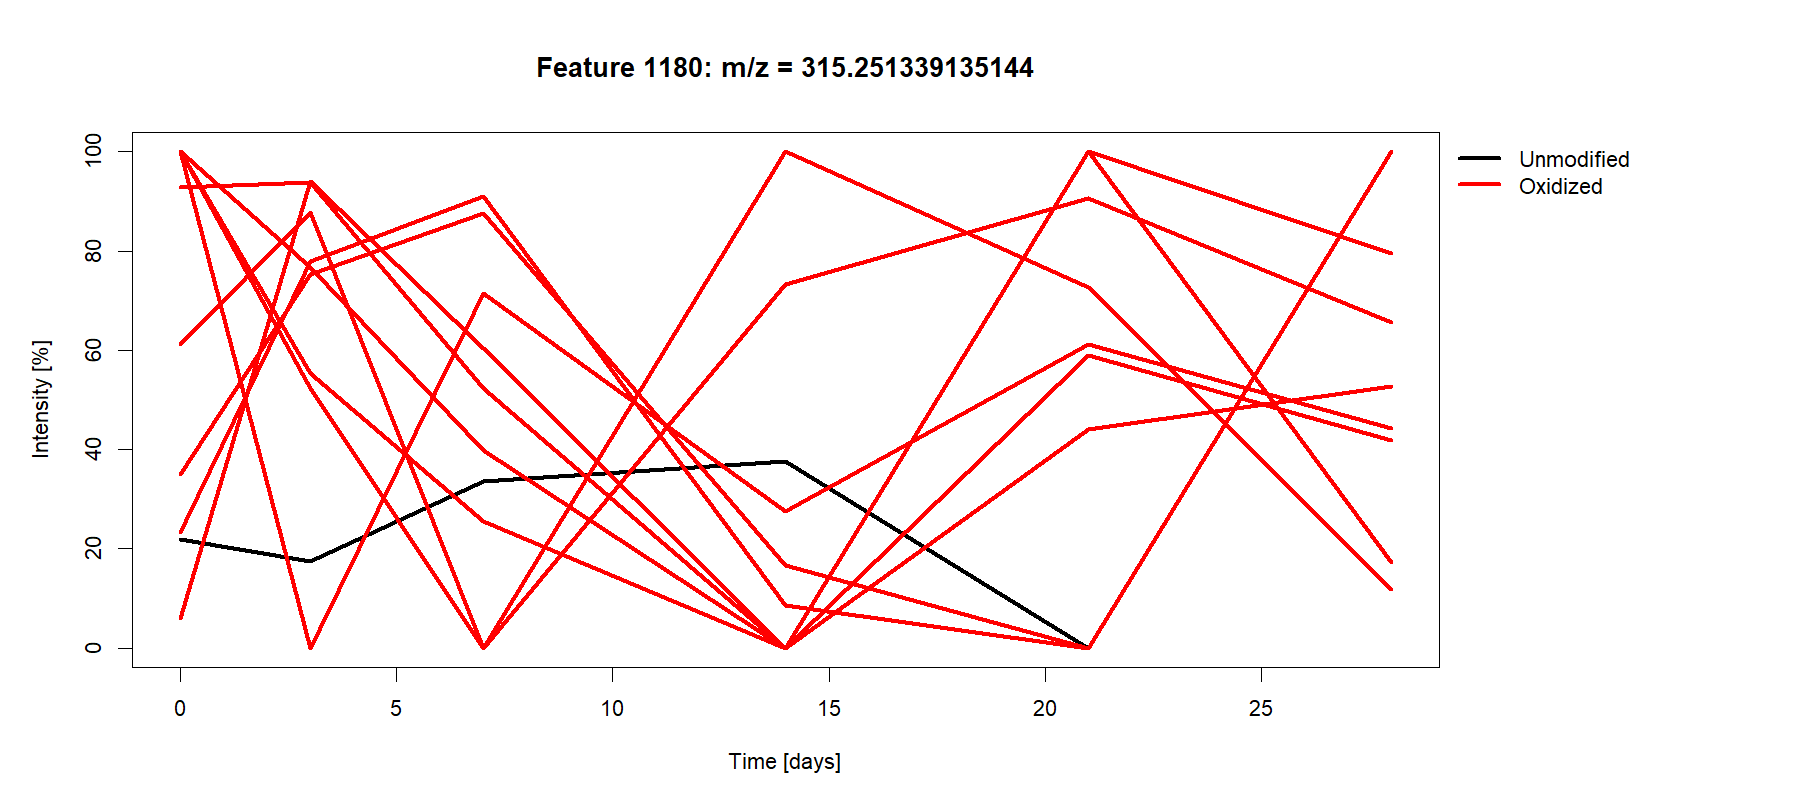 Feature 1180: m/z = 315.251339135144
Unmodified
Oxidized
Intensity [%]
100
80
60
40
20
0
0 5 10 15 20 25
Time [days]